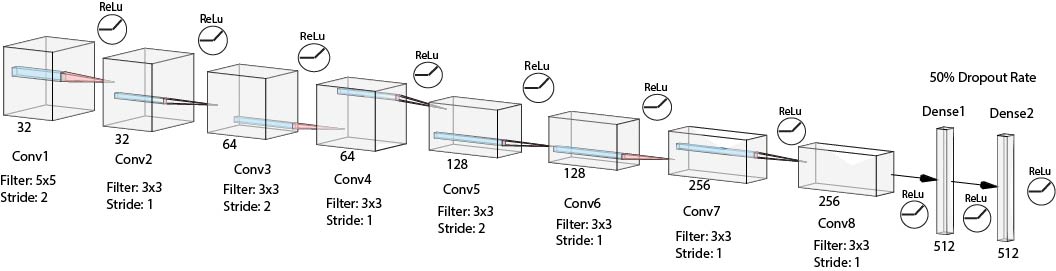 ReLu
32
Conv1
Filter: 5x5
Stride: 2
ReLu
32
Conv2
Filter: 3x3
Stride: 1
ReLu
64
Conv3
Filter: 3x3
Stride: 2
ReLu
64
Conv4
Filter: 3x3
Stride: 1
ReLu
128
Conv5
Filter: 3x3
Stride: 2
ReLu
128
Conv6
Filter: 3x3
Stride: 1
ReLu
256
Conv7
Filter: 3x3
Stride: 1
256
Conv8
Filter: 3x3
Stride: 1
ReLu
ReLu
50% Dropout Rate
Dense1
512
ReLu
Dense2
512
ReLu